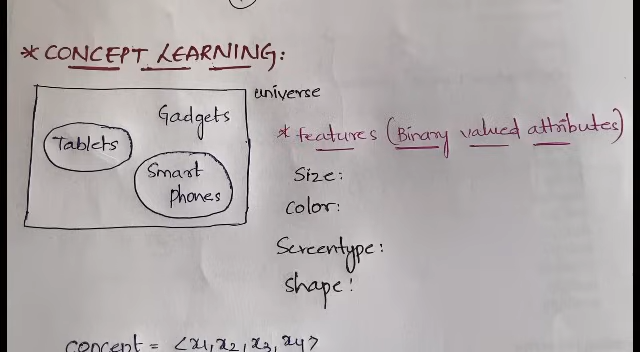 * CONCEPT LEARNING:
universe
Gadgets
Tablets
Smart
Phones
* features (Binary valued attributes)
Size:
Color:
Screentype:
Shape:
concept = <x1, x2, x3, x4>